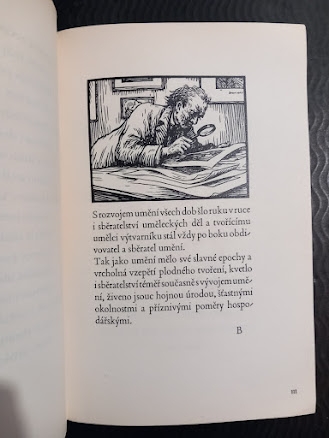 S rozvojem umění všech dob šlo ruku v ruce
i sběratelství uměleckých děl a tvořícímu
umělci výtvarníku stál vždy po boku obdi-
vovatel a sběratel umění.
Tak jako umění mělo své slavné epochy a
vrcholná vzepětí plodného tvoření, kvetlo
i sběratelství téměř současně s vývojem umě-
ní, živeno jsouc hojnou úrodou, šťastnými
okolnostmi a příznivými poměry hospo-
dářskými.
B
III